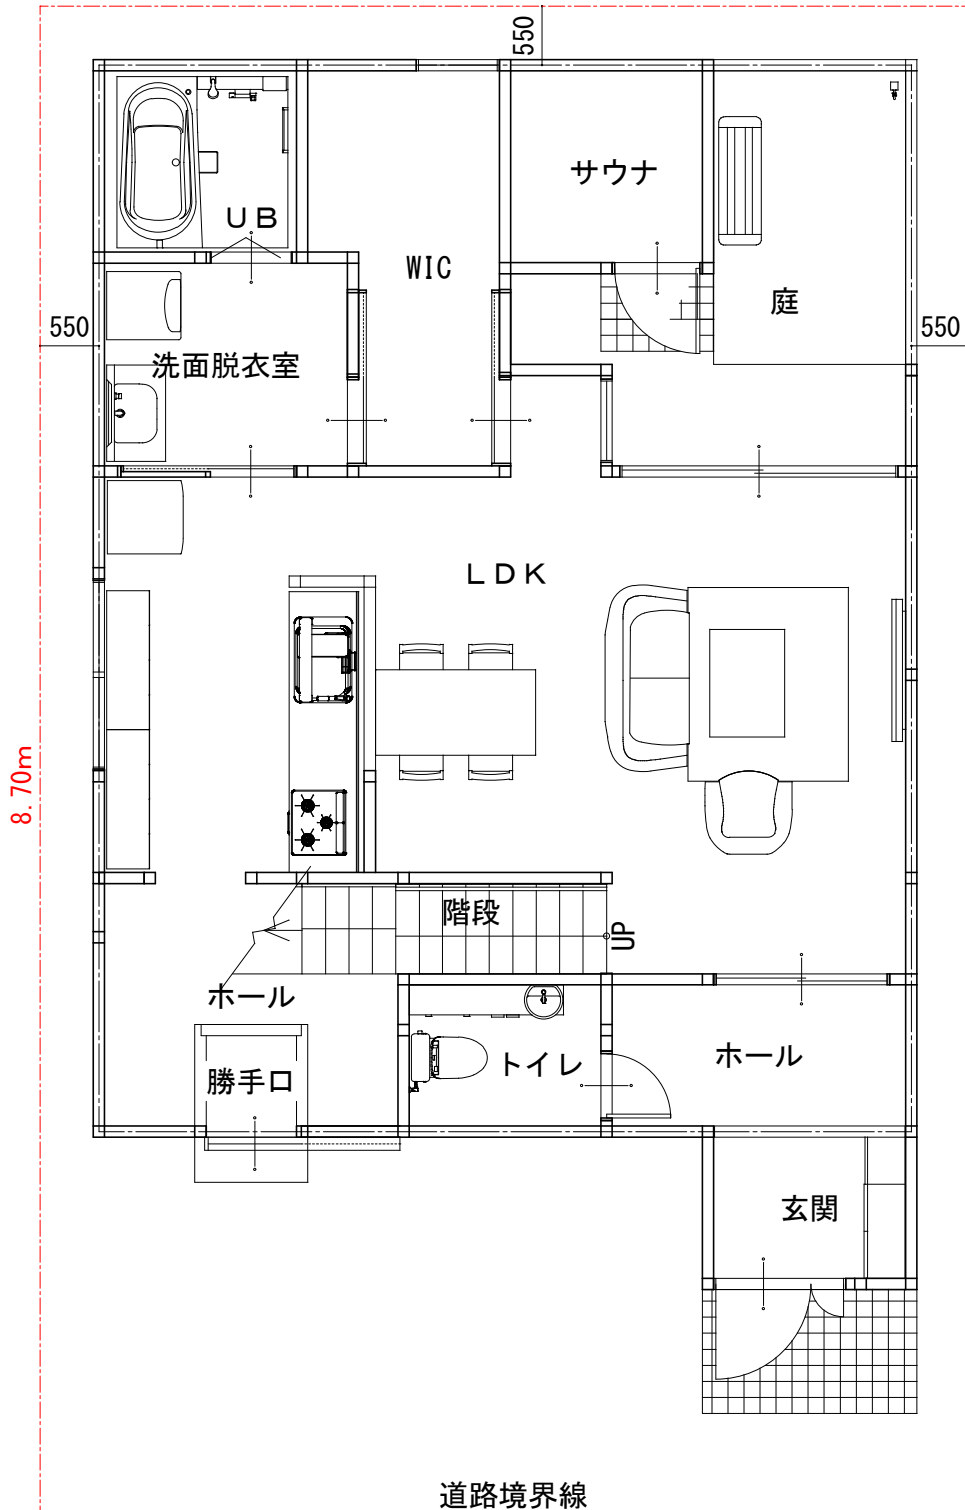 550
サウナ
UB
WIC
庭
550
550
洗面脱衣室
LDK
8.70m
階段
UP
ホール
トイレ
ホール
勝手口
玄関
道路境界線